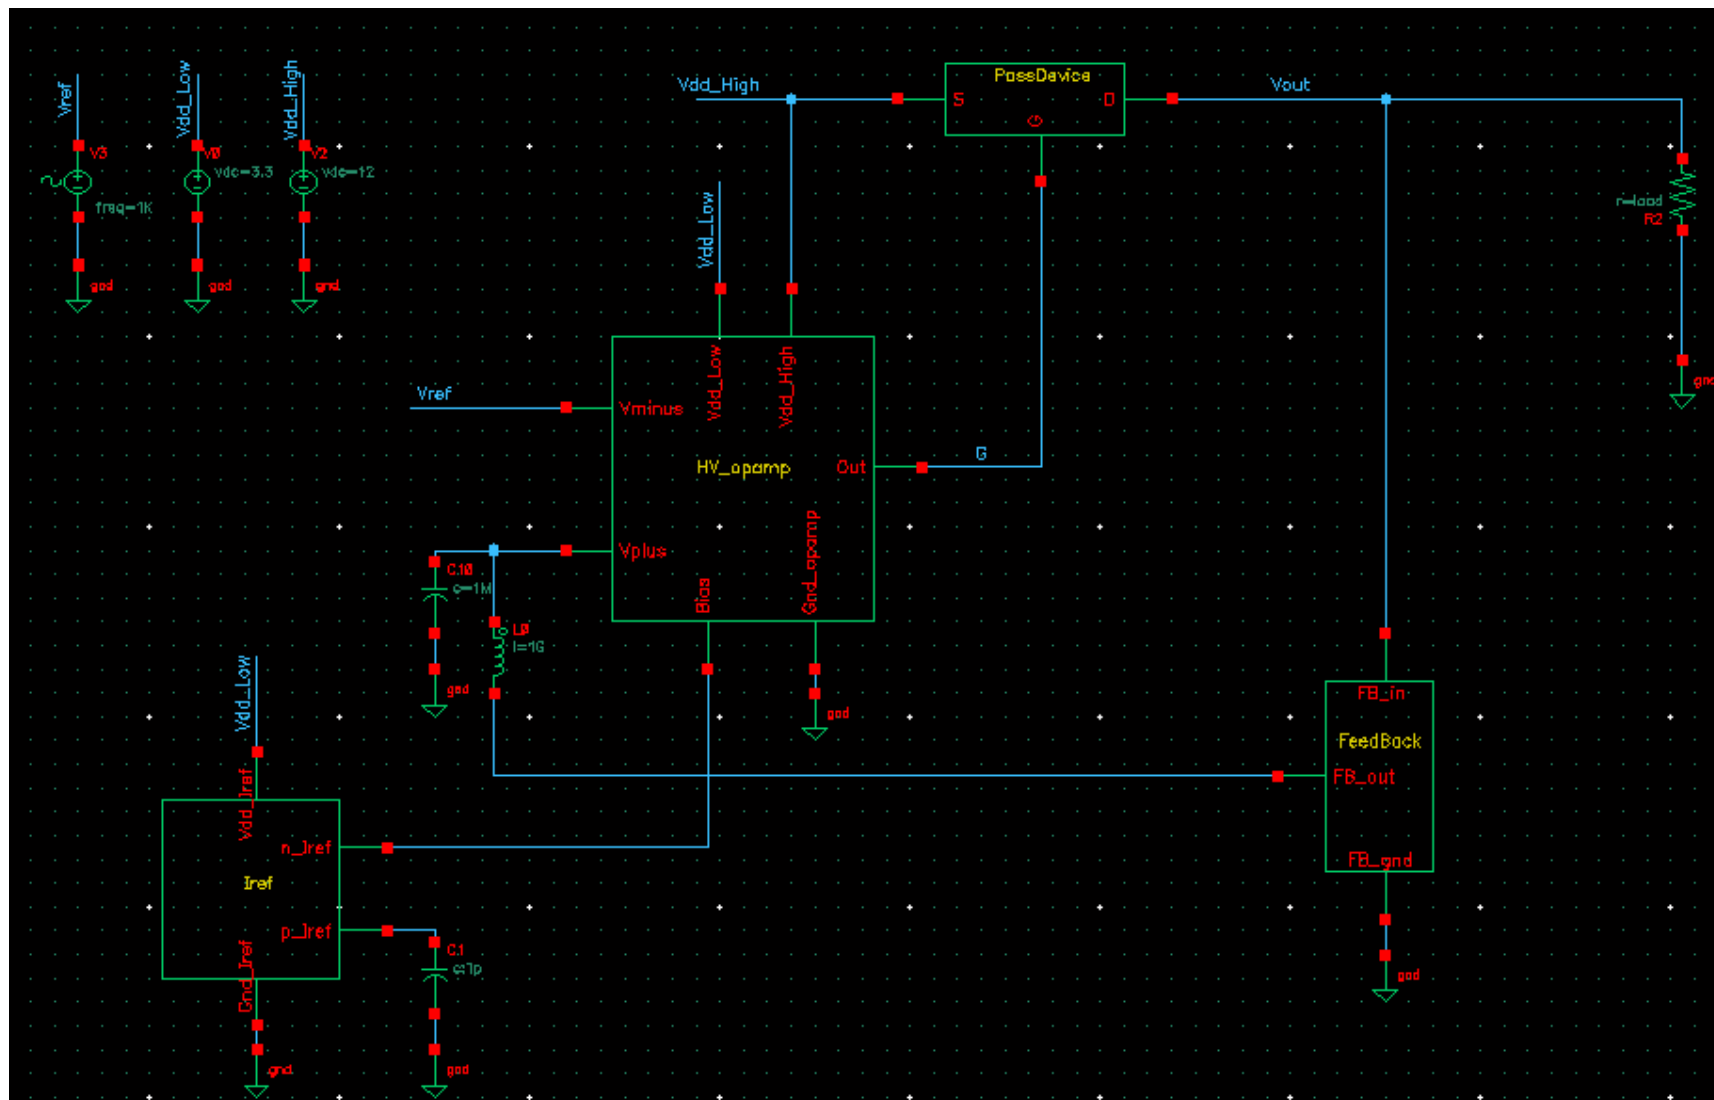 Vref
Vdd_Low
Vdd_High
V3
freq=1K
gnd
V0
vdc=3.3
gnd
V2
vdc=12
gnd
Vdd_High
S
PassDevice
D
G
Vout
r=load
R2
gnd
Vdd_Low
Vdd_Low
Vdd_High
Vref
Vminus
HV_opamp
Out
G
Vplus
Bias
Gnd_opamp
C10
c=1M
gnd
L0
l=1G
gnd
FB_in
FeedBack
FB_out
FB_gnd
gnd
Vdd_Low
Vdd_Iref
n_Iref
Iref
p_Iref
Gnd_Iref
gnd
C1
c:1p
gnd